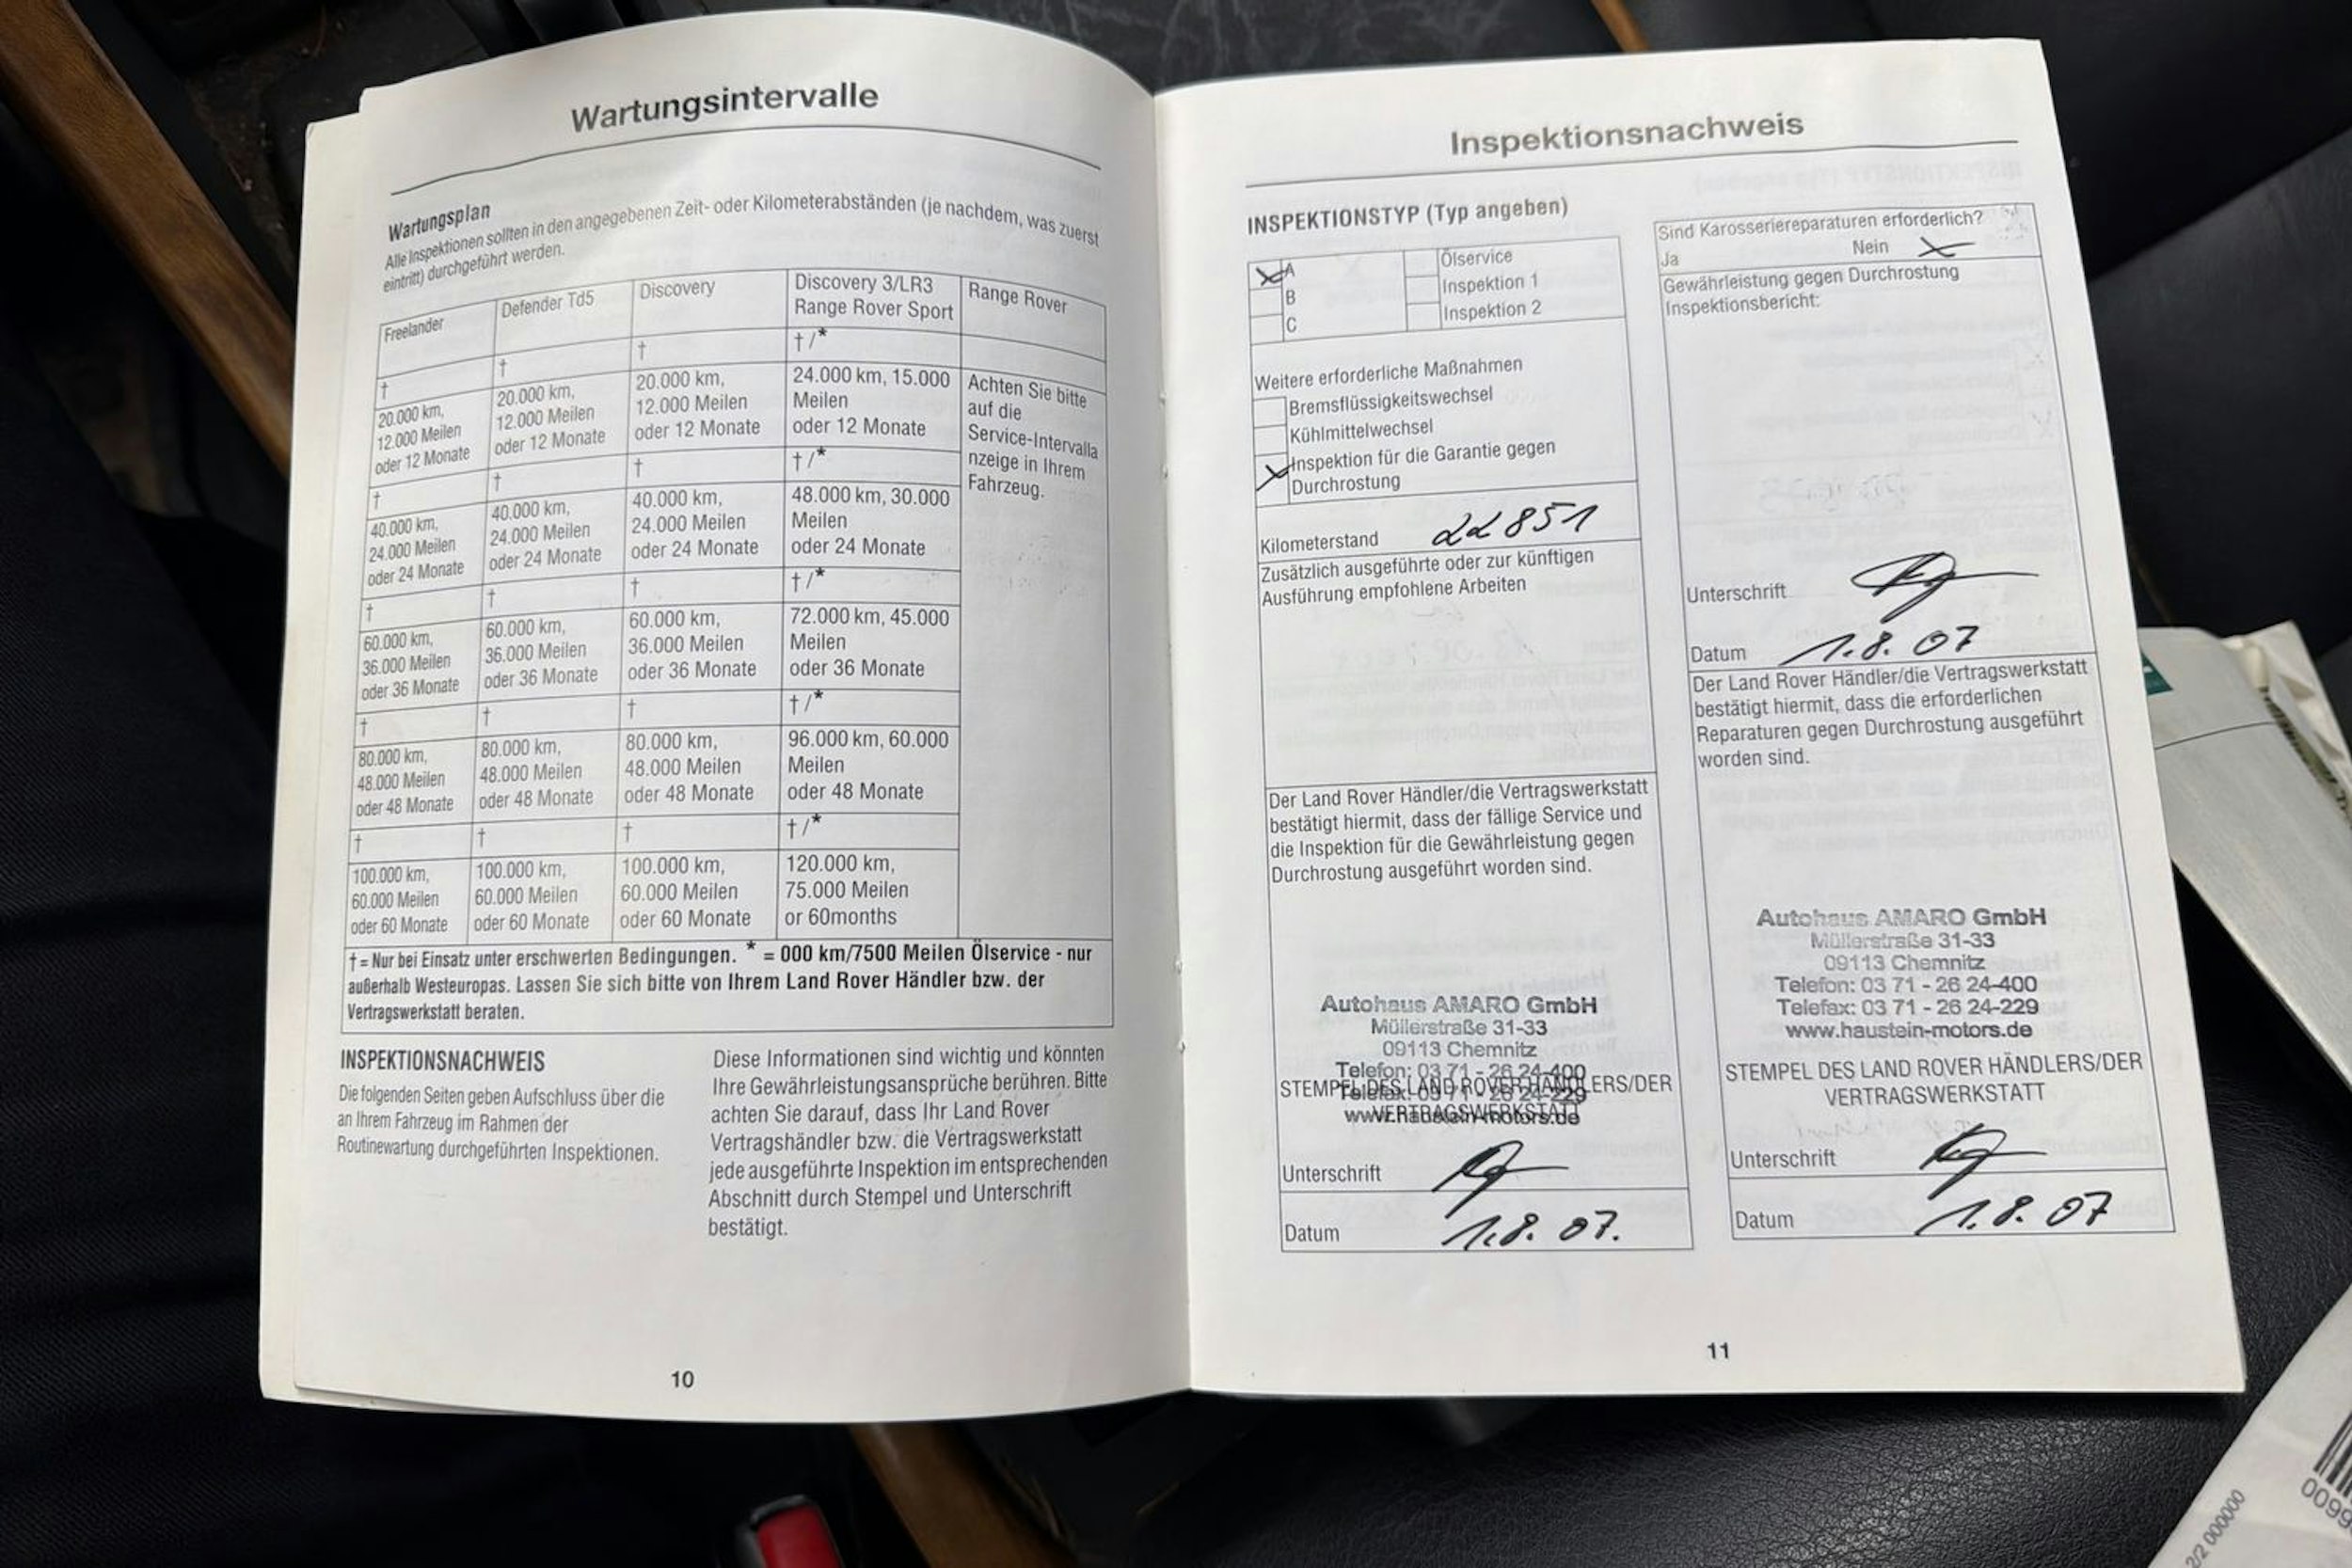 Wartungsintervalle
Wartungsplan
Alle Inspektionen sollten in den angegebenen Zeit- oder Kilometerabständen (je nachdem, was zuerst
eintritt) durchgeführt werden.
Freelander
Defender Td5
Discovery
Discovery 3/LR3
Range Rover Sport
Range Rover
†
†
†
† /*
20.000 km,
12.000 Meilen
oder 12 Monate
20.000 km,
12.000 Meilen
oder 12 Monate
20.000 km,
12.000 Meilen
oder 12 Monate
24.000 km, 15.000
Meilen
oder 12 Monate
Achten Sie bitte
auf die
Service-Intervalla
nzeige in Ihrem
Fahrzeug.
†
†
†
† /*
40.000 km,
24.000 Meilen
oder 24 Monate
40.000 km,
24.000 Meilen
oder 24 Monate
40.000 km,
24.000 Meilen
oder 24 Monate
48.000 km, 30.000
Meilen
oder 24 Monate
†
†
†
† /*
60.000 km,
36.000 Meilen
oder 36 Monate
60.000 km,
36.000 Meilen
oder 36 Monate
60.000 km,
36.000 Meilen
oder 36 Monate
72.000 km, 45.000
Meilen
oder 36 Monate
†
†
†
† /*
80.000 km,
48.000 Meilen
oder 48 Monate
80.000 km,
48.000 Meilen
oder 48 Monate
80.000 km,
48.000 Meilen
oder 48 Monate
96.000 km, 60.000
Meilen
oder 48 Monate
†
†
†
† /*
100.000 km,
60.000 Meilen
oder 60 Monate
100.000 km,
60.000 Meilen
oder 60 Monate
100.000 km,
60.000 Meilen
oder 60 Monate
120.000 km,
75.000 Meilen
or 60months
† = Nur bei Einsatz unter erschwerten Bedingungen. * = 000 km/7500 Meilen Ölservice - nur
außerhalb Westeuropas. Lassen Sie sich bitte von Ihrem Land Rover Händler bzw. der
Vertragswerkstatt beraten.
INSPEKTIONSNACHWEIS
Die folgenden Seiten geben Aufschluss über die
an Ihrem Fahrzeug im Rahmen der
Routinewartung durchgeführten Inspektionen.
Diese Informationen sind wichtig und könnten
Ihre Gewährleistungsansprüche berühren. Bitte
achten Sie darauf, dass Ihr Land Rover
Vertragshändler bzw. die Vertragswerkstatt
jede ausgeführte Inspektion im entsprechenden
Abschnitt durch Stempel und Unterschrift
bestätigt.
10
Inspektionsnachweis
INSPEKTIONSTYP (Typ angeben)
A
B
C
Ölservice
Inspektion 1
Inspektion 2
Weitere erforderliche Maßnahmen
Bremsflüssigkeitswechsel
Kühlmittelwechsel
Inspektion für die Garantie gegen
Durchrostung
Kilometerstand 22851
Zusätzlich ausgeführte oder zur künftigen
Ausführung empfohlene Arbeiten
Der Land Rover Händler/die Vertragswerkstatt
bestätigt hiermit, dass der fällige Service und
die Inspektion für die Gewährleistung gegen
Durchrostung ausgeführt worden sind.
Autohaus AMARO GmbH
Müllerstraße 31-33
09113 Chemnitz
Telefon: 03 71 - 26 24-400
STEMPEL DES LAND ROVER HÄNDLERS/DER
Telefax: 03 71 - 26 24-229
VERTRAGSWERKSTATT
www.haustein-motors.de
Unterschrift
Datum 1.8.07.
Sind Karosseriereparaturen erforderlich?
Ja Nein
Gewährleistung gegen Durchrostung
Inspektionsbericht:
Unterschrift
Datum 1.8.07
Der Land Rover Händler/die Vertragswerkstatt
bestätigt hiermit, dass die erforderlichen
Reparaturen gegen Durchrostung ausgeführt
worden sind.
Autohaus AMARO GmbH
Müllerstraße 31-33
09113 Chemnitz
Telefon: 03 71 - 26 24-400
Telefax: 03 71 - 26 24-229
www.haustein-motors.de
STEMPEL DES LAND ROVER HÄNDLERS/DER
VERTRAGSWERKSTATT
Unterschrift
Datum 1.8.07
11
2/2 000000